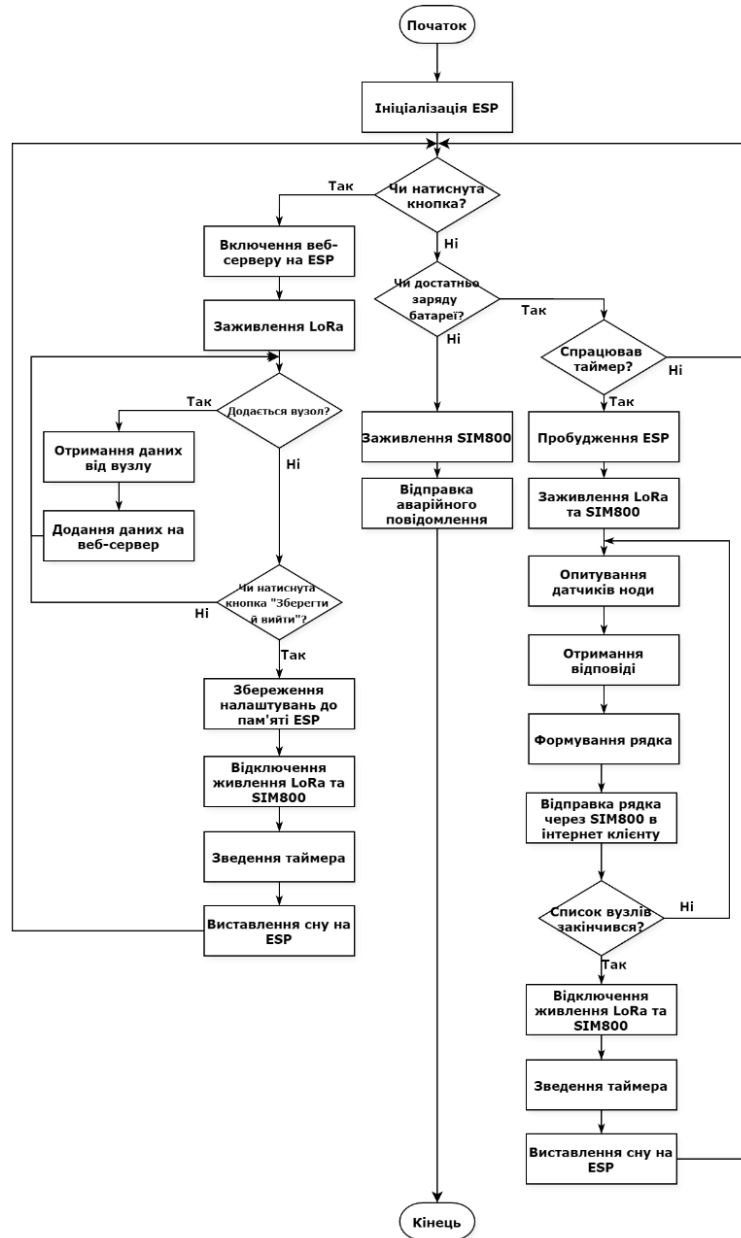 Початок
Ініціалізація ESP
Чи натиснута
кнопка?
Так
Ні
Включення веб-
серверу на ESP
Заживлення LoRa
Додається вузол?
Так
Ні
Отримання даних
від вузлу
Додання даних на
веб-сервер
Чи натиснута
кнопка "Зберегти
й вийти"?
Ні
Так
Збереження
налаштувань до
пам'яті ESP
Відключення
живлення LoRa та
SIM800
Зведення таймера
Виставлення сну на
ESP
Чи достатньо
заряду
батареї?
Так
Ні
Заживлення SIM800
Відправка
аварійного
повідомлення
Спрацював
таймер?
Ні
Так
Пробудження ESP
Заживлення LoRa
та SIM800
Опитування
датчиків ноди
Отримання
відповіді
Формування рядка
Відправка рядка
через SIM800 в
інтернет клієнту
Список вузлів
закінчився?
Ні
Так
Відключення
живлення LoRa та
SIM800
Зведення таймера
Виставлення сну на
ESP
Кінець